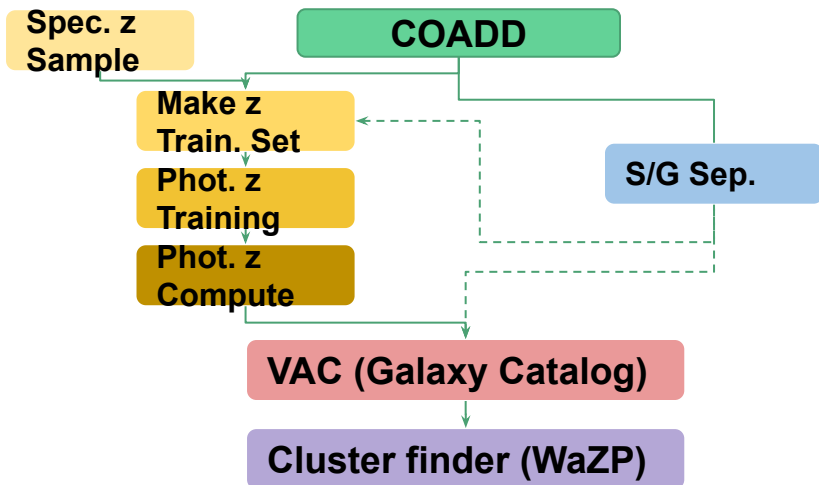 Spec. z
Sample
COADD
Make z
Train. Set
S/G Sep.
Phot. z
Training
Phot. z
Compute
VAC (Galaxy Catalog)
Cluster finder (WaZP)